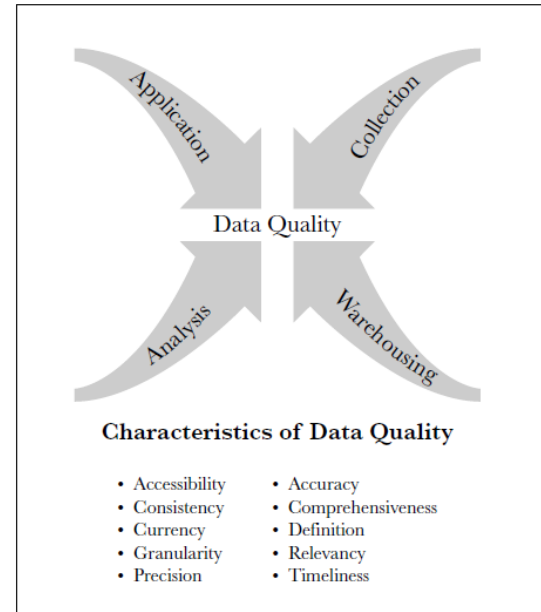 Application
Collection
Data Quality
Analysis
Warehousing
Characteristics of Data Quality
• Accessibility
• Consistency
• Currency
• Granularity
• Precision
• Accuracy
• Comprehensiveness
• Definition
• Relevancy
• Timeliness